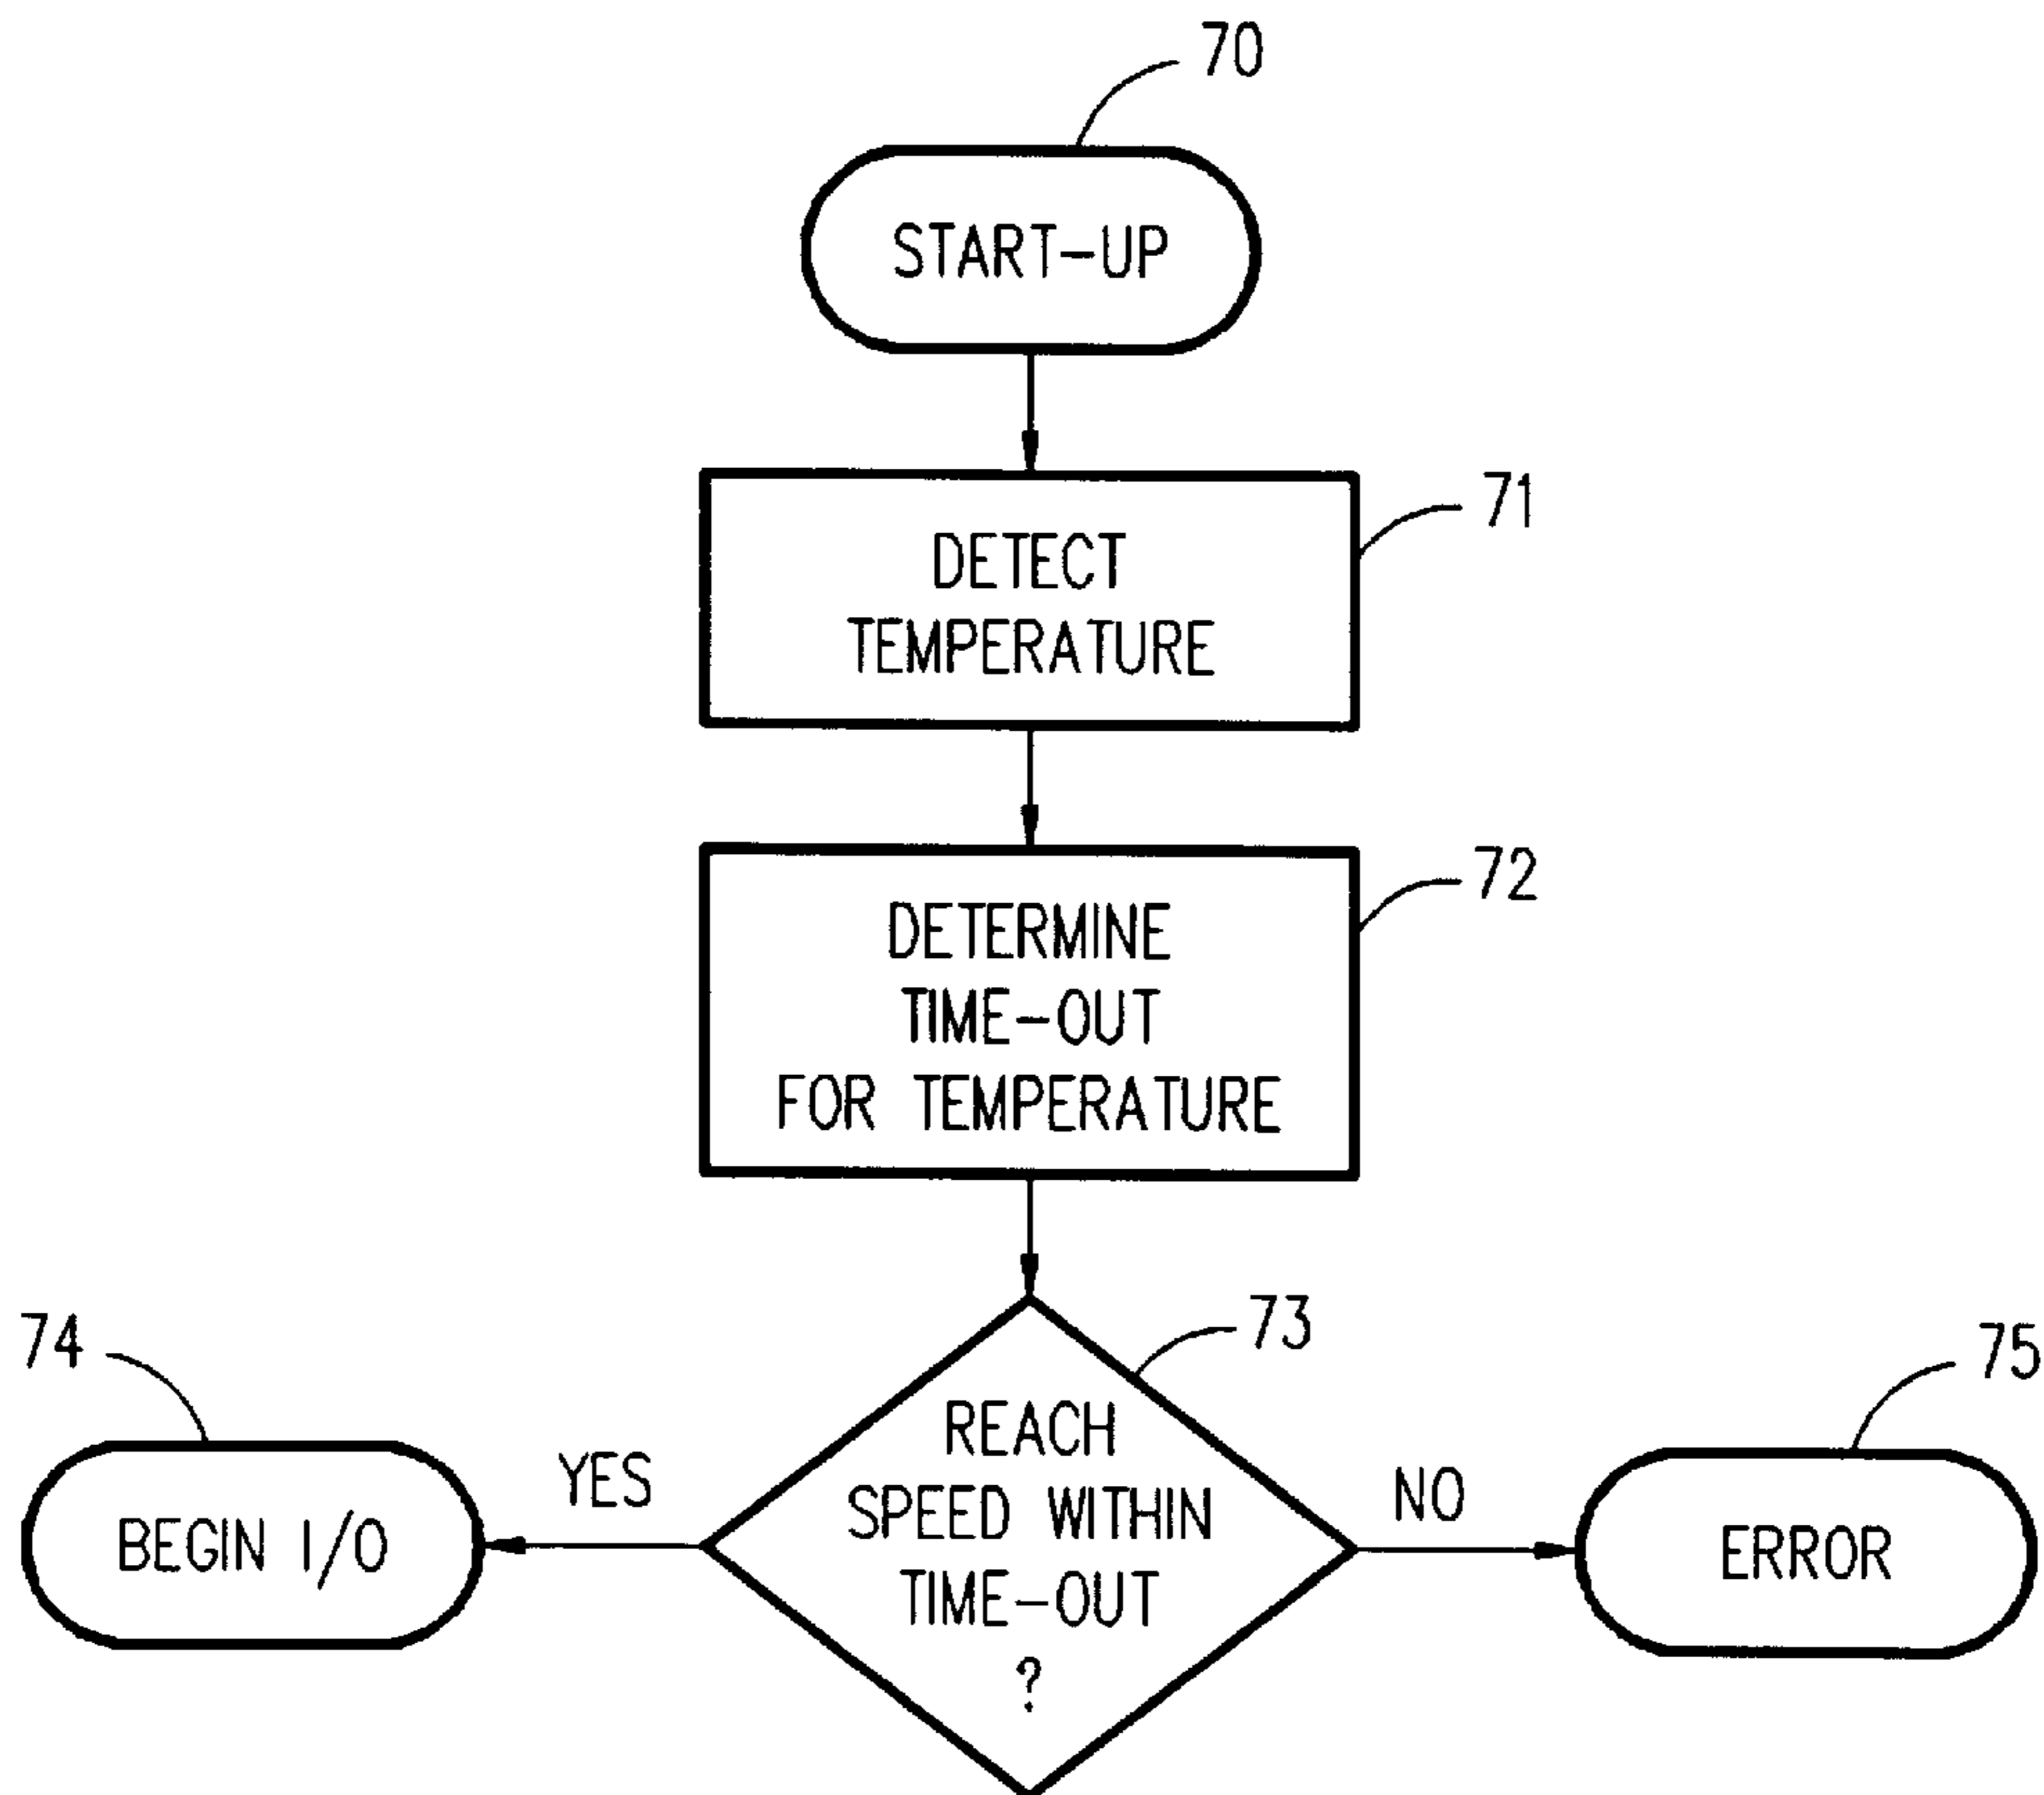 70
START-UP
71
DETECT
TEMPERATURE
72
DETERMINE
TIME-OUT
FOR TEMPERATURE
73
REACH
SPEED WITHIN
TIME-OUT
?
74
YES
BEGIN I/O
75
NO
ERROR